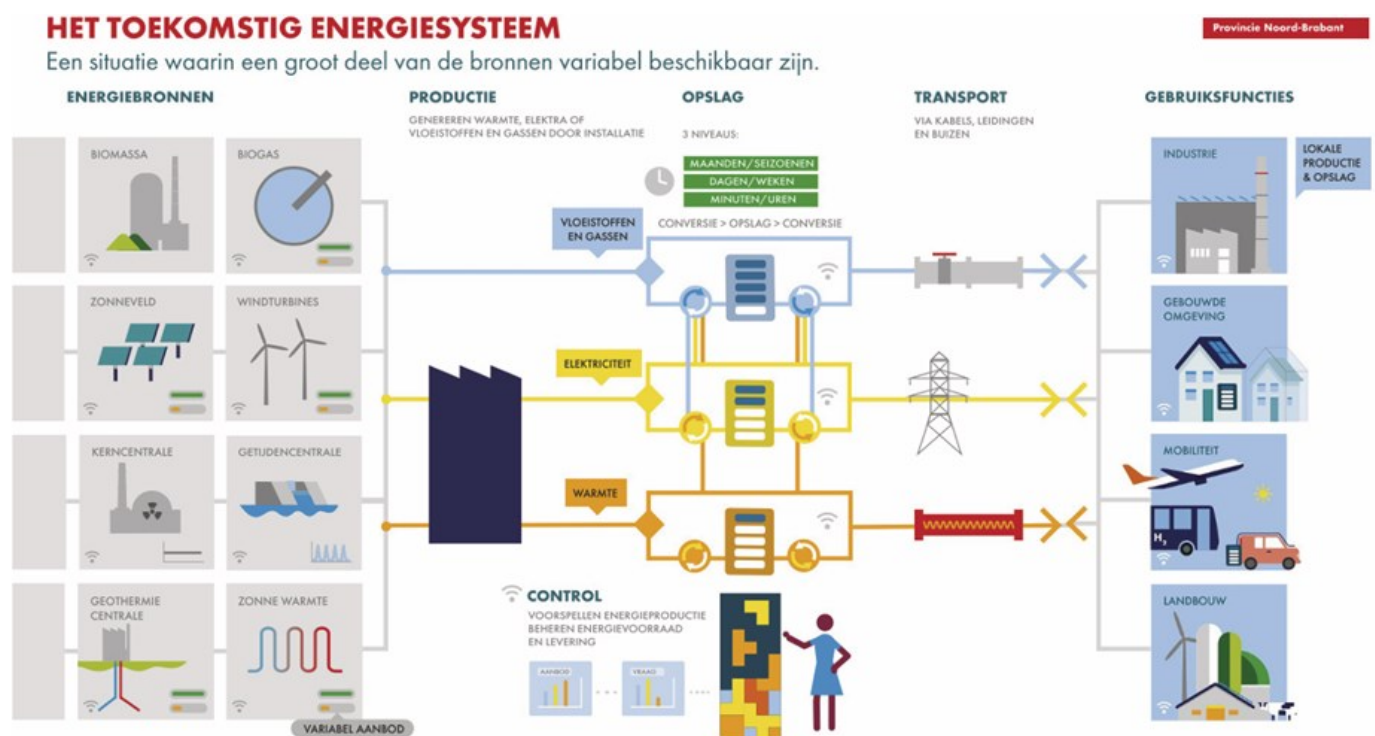 HET TOEKOMSTIG ENERGIESYSTEEM
Provincie Noord-Brabant
Een situatie waarin een groot deel van de bronnen variabel beschikbaar zijn.
ENERGIEBRONNEN
BIOMASSA
BIOGAS
ZONNEVELD
WINDTURBINES
KERNCENTRALE
GETIJDENCENTRALE
GEOTHERMIE
CENTRALE
ZONNE WARMTE
VARIABEL AANBOD
PRODUCTIE
GENEREREN WARMTE, ELEKTRA OF
VLOEISTOFFEN EN GASSEN DOOR INSTALLATIE
OPSLAG
3 NIVEAUS:
MAANDEN/SEIZOENEN
DAGEN/WEKEN
MINUTEN/UREN
CONVERSIE > OPSLAG > CONVERSIE
VLOEISTOFFEN
EN GASSEN
ELEKTRICITEIT
WARMTE
CONTROL
VOORSPELLEN ENERGIEPRODUCTIE
BEHEREN ENERGIEVOORRAAD
EN LEVERING
AANBOD
VRAAG
TRANSPORT
VIA KABELS, LEIDINGEN
EN BUIZEN
GEBRUIKSFUNCTIES
INDUSTRIE
LOKALE
PRODUCTIE
& OPSLAG
GEBOUWDE
OMGEVING
MOBILITEIT
LANDBOUW